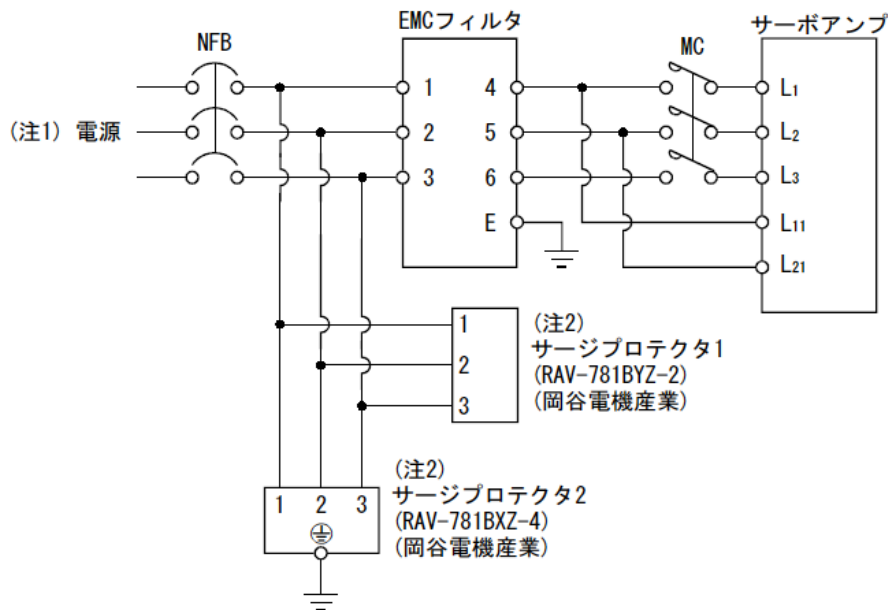 EMCフィルタ
サーボアンプ
NFB
MC
1
4
L1
(注1) 電源
2
5
L2
3
6
L3
E
L11
L21
1
2
3
(注2)
サージプロテクタ1
(RAV-781BYZ-2)
(岡谷電機産業)
1 2 3
(注2)
サージプロテクタ2
(RAV-781BXZ-4)
(岡谷電機産業)